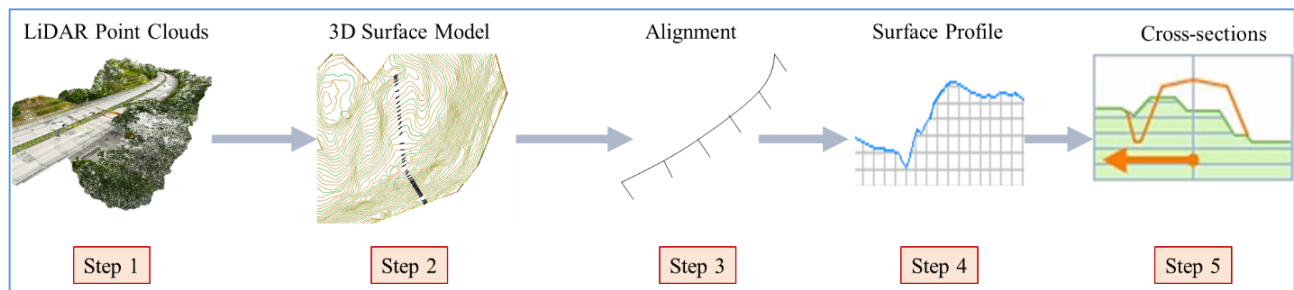 LiDAR Point Clouds
3D Surface Model
Alignment
Surface Profile
Cross-sections
Step 1
Step 2
Step 3
Step 4
Step 5